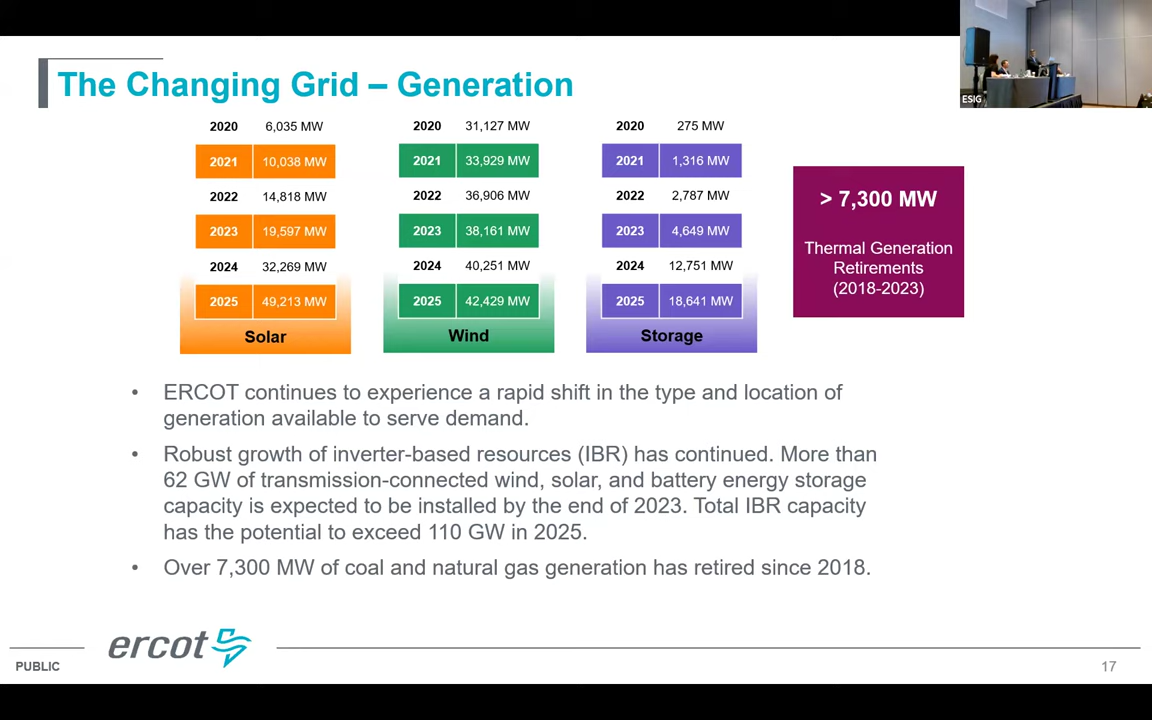 ESIG
The Changing Grid – Generation
2020 6,035 MW
2021 10,038 MW
2022 14,818 MW
2023 19,597 MW
2024 32,269 MW
2025 49,213 MW
Solar
2020 31,127 MW
2021 33,929 MW
2022 36,906 MW
2023 38,161 MW
2024 40,251 MW
2025 42,429 MW
Wind
2020 275 MW
2021 1,316 MW
2022 2,787 MW
2023 4,649 MW
2024 12,751 MW
2025 18,641 MW
Storage
> 7,300 MW
Thermal Generation
Retirements
(2018-2023)
• ERCOT continues to experience a rapid shift in the type and location of
generation available to serve demand.
• Robust growth of inverter-based resources (IBR) has continued. More than
62 GW of transmission-connected wind, solar, and battery energy storage
capacity is expected to be installed by the end of 2023. Total IBR capacity
has the potential to exceed 110 GW in 2025.
• Over 7,300 MW of coal and natural gas generation has retired since 2018.
ercot
PUBLIC
17